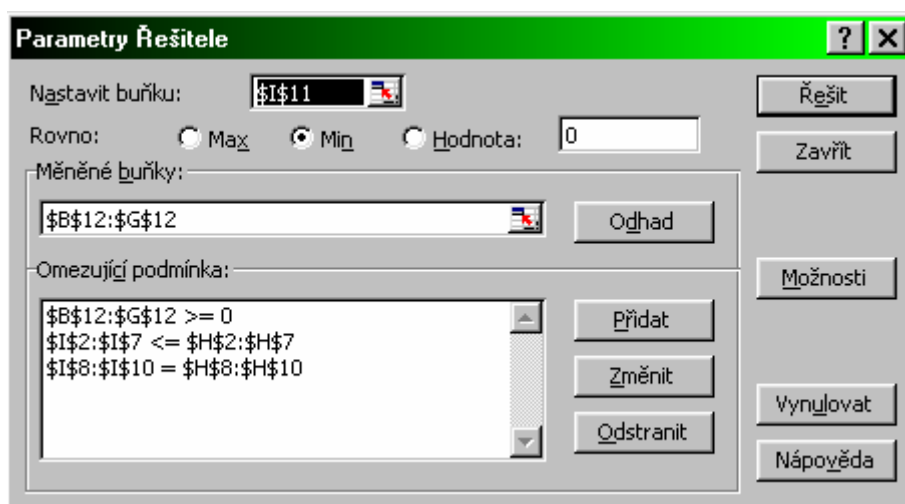 Parametry Řešitele
Nastavit buňku: $I$11
Řešit
Rovno: Max Min Hodnota: 0
Zavřít
Měněné buňky:
$B$12:$G$12
Odhad
Omezující podmínka:
Možnosti
$B$12:$G$12 >= 0
$I$2:$I$7 <= $H$2:$H$7
$I$8:$I$10 = $H$8:$H$10
Přidat
Změnit
Odstranit
Vynulovat
Nápověda